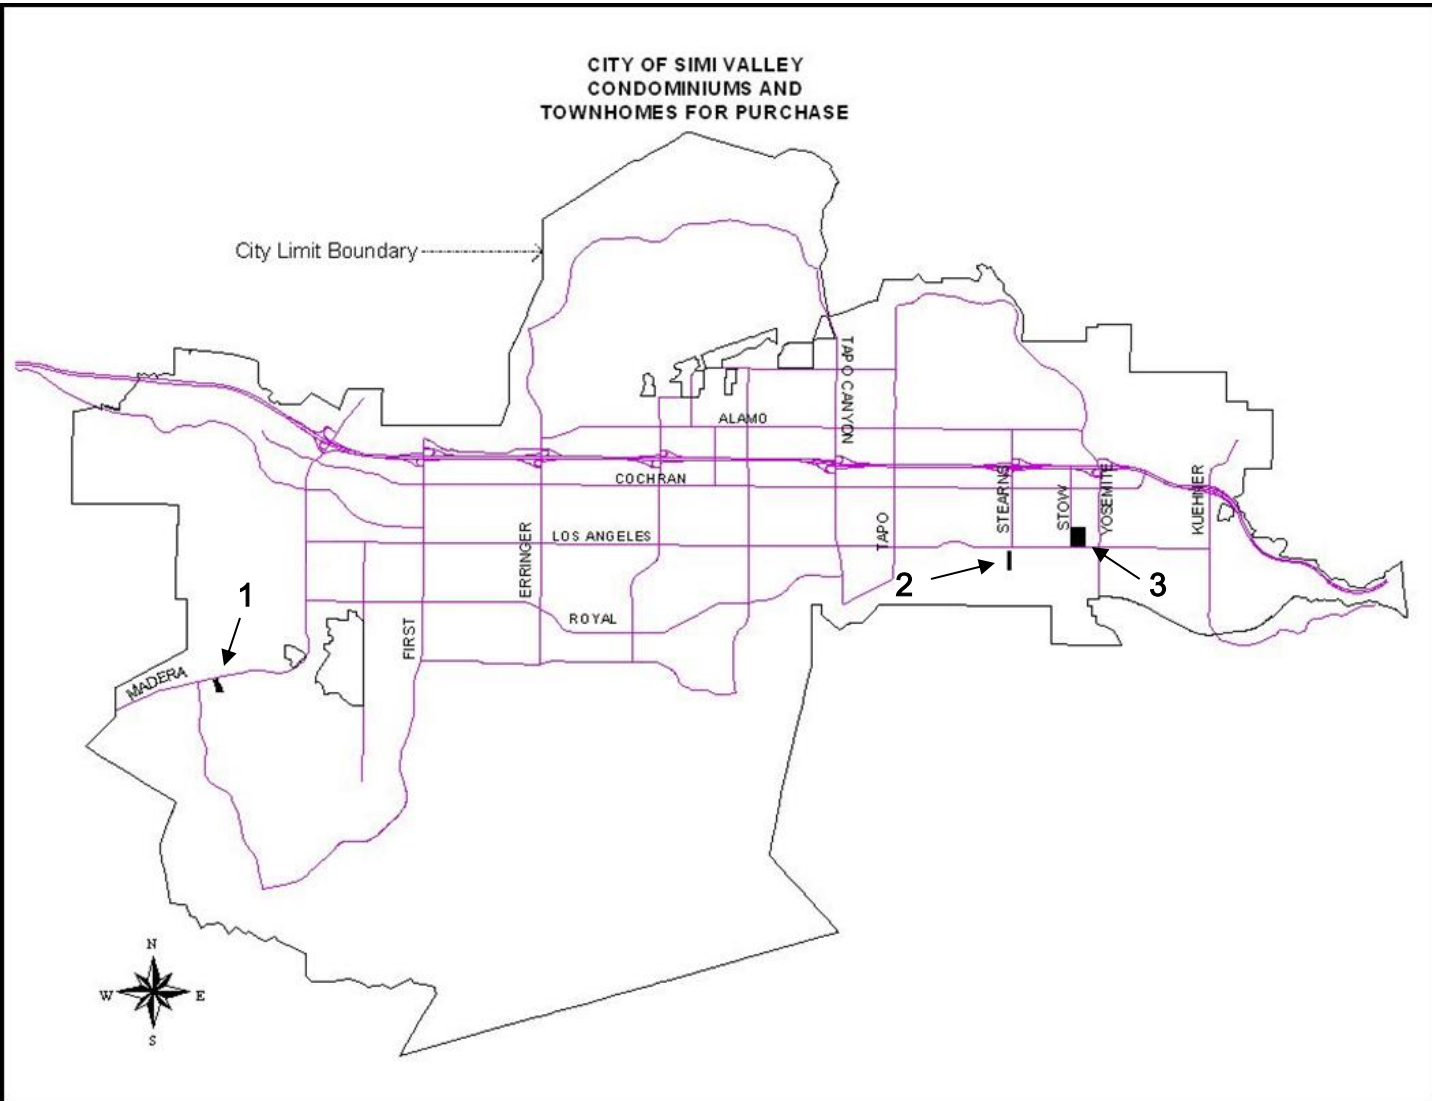 CITY OF SIMI VALLEY
CONDOMINIUMS AND
TOWNHOMES FOR PURCHASE
City Limit Boundary
TAPO CANYON
ALAMO
COCHRAN
STEARNS
STOW
YOSEMITE
KUEHNER
ERRINGER
LOS ANGELES
TAPO
1
2
3
FIRST
ROYAL
MADERA
N
W E
S